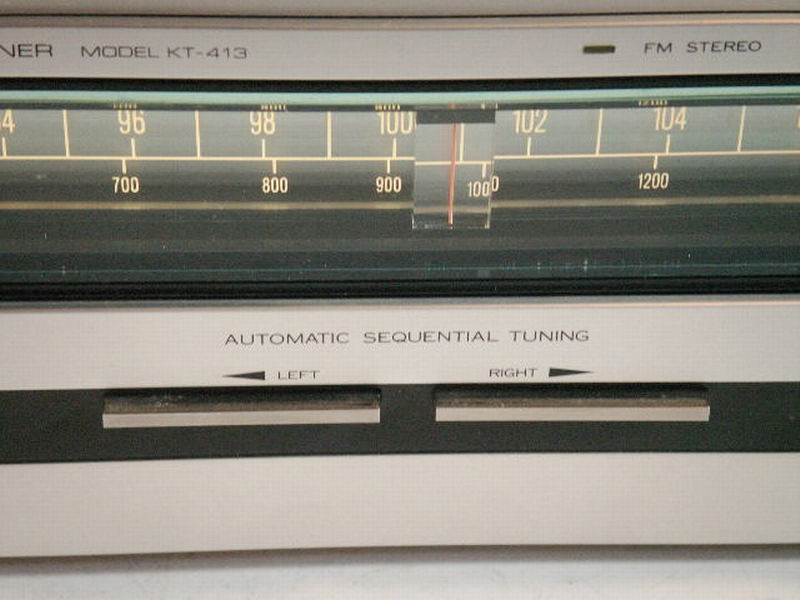 NER MODEL KT-413 FM STEREO
4 96 98 100 102 104
700 800 900 1000 1200
AUTOMATIC SEQUENTIAL TUNING
LEFT RIGHT